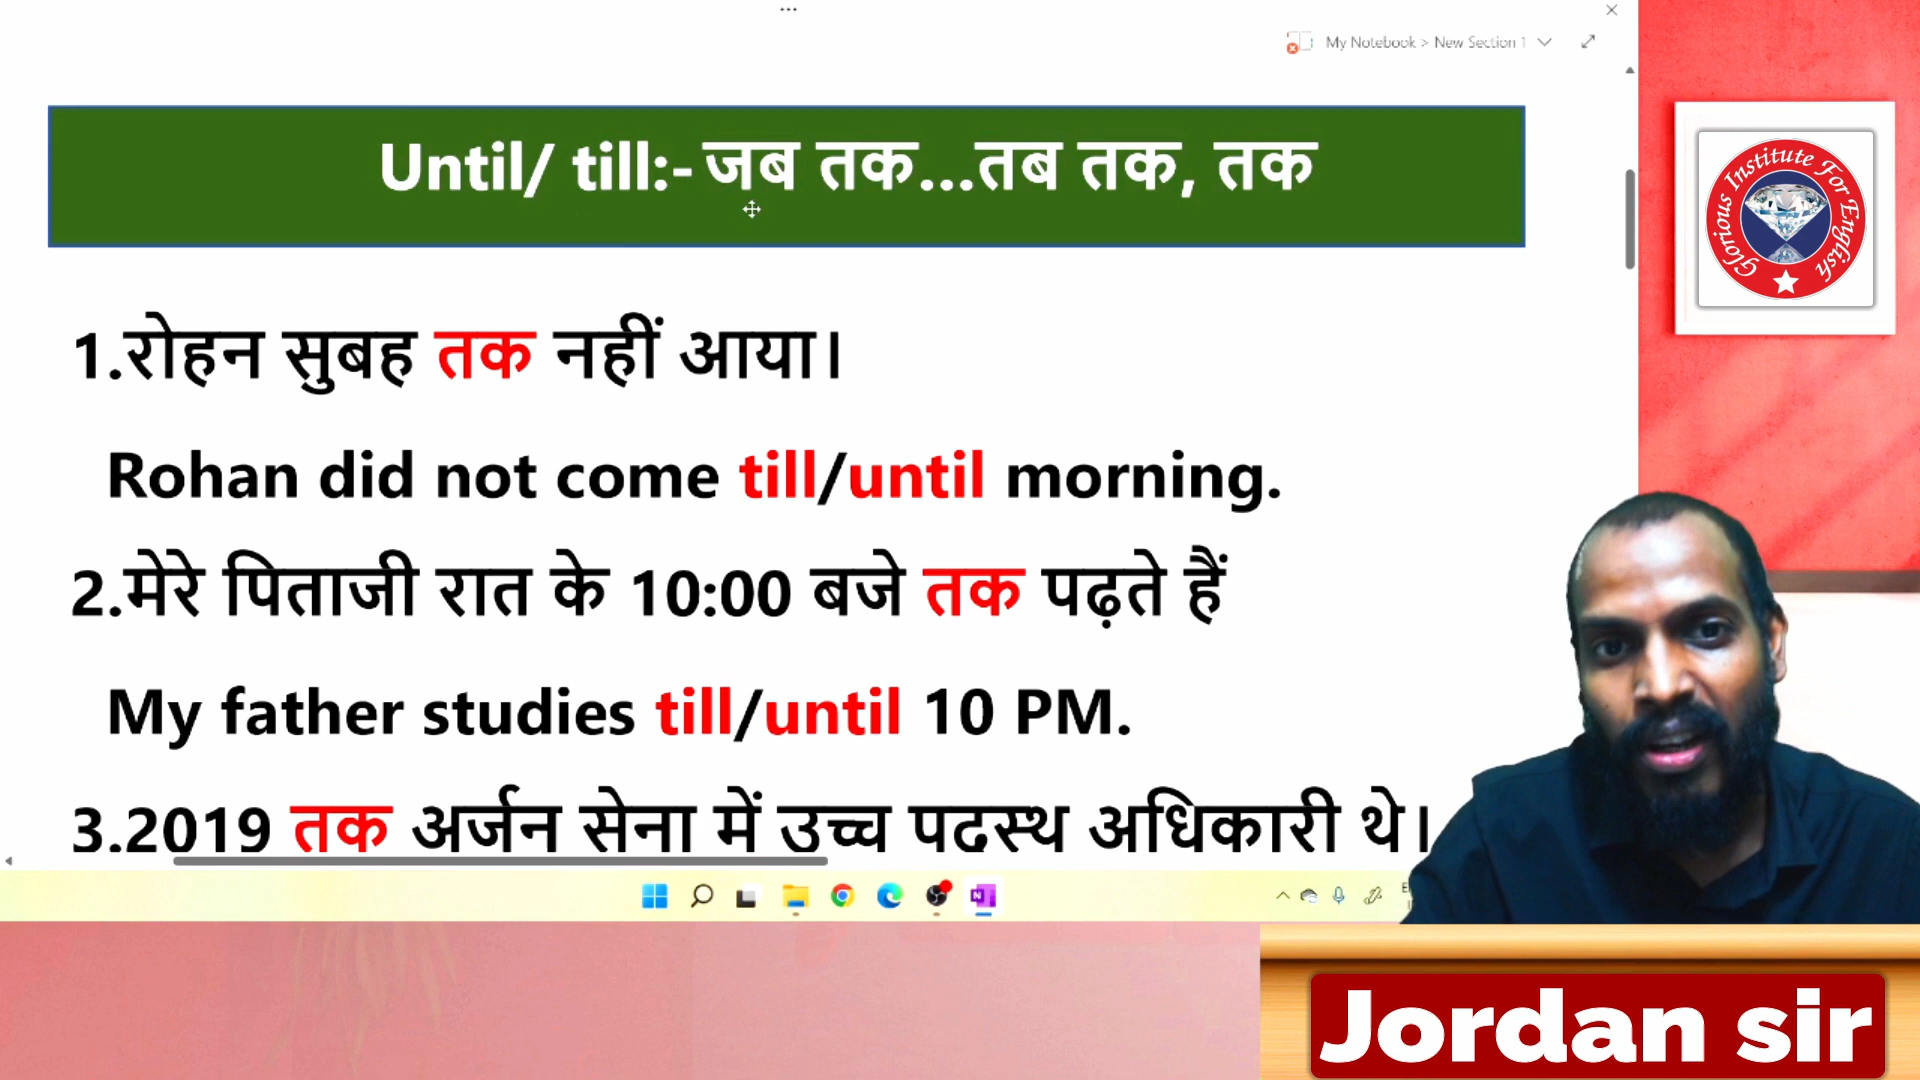 My Notebook > New Section 1
Until/ till:- जब तक...तब तक, तक
1.रोहन सुबह तक नहीं आया।
Rohan did not come till/until morning.
2.मेरे पिताजी रात के 10:00 बजे तक पढ़ते हैं
My father studies till/until 10 PM.
3.2019 तक अर्जन सेना में उच्च पदस्थ अधिकारी थे।
Glorious Institute For English
Jordan sir